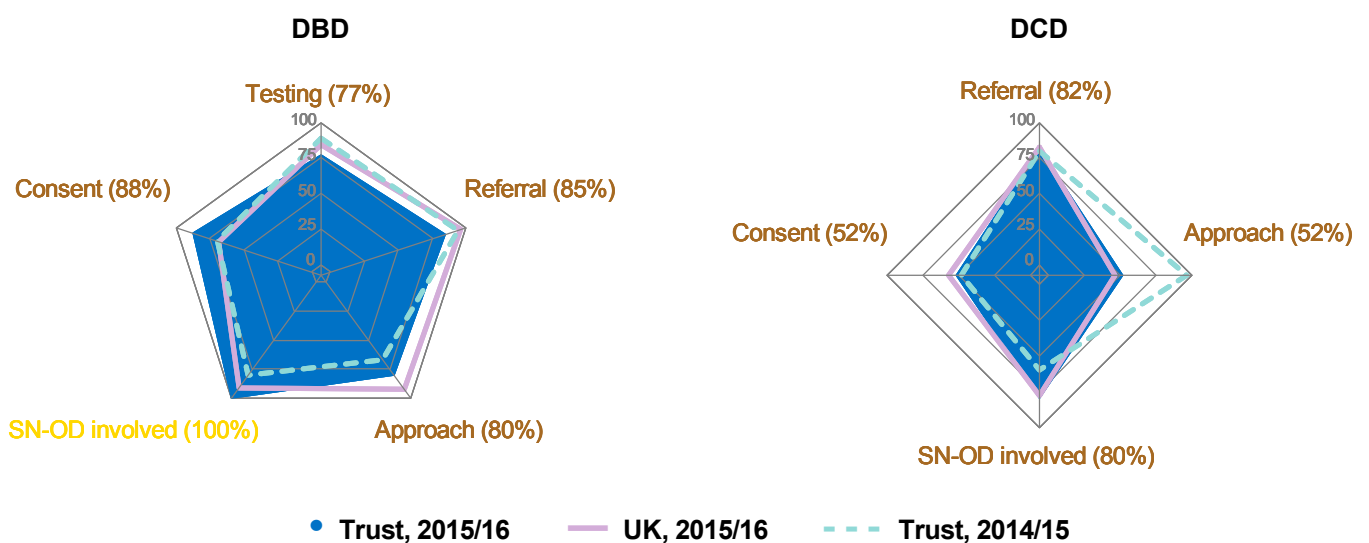 DBD
Testing (77%)
100
75
50
25
0
Consent (88%)
Referral (85%)
SN-OD involved (100%)
Approach (80%)
DCD
Referral (82%)
100
75
50
25
0
Consent (52%)
Approach (52%)
SN-OD involved (80%)
Trust, 2015/16
UK, 2015/16
Trust, 2014/15